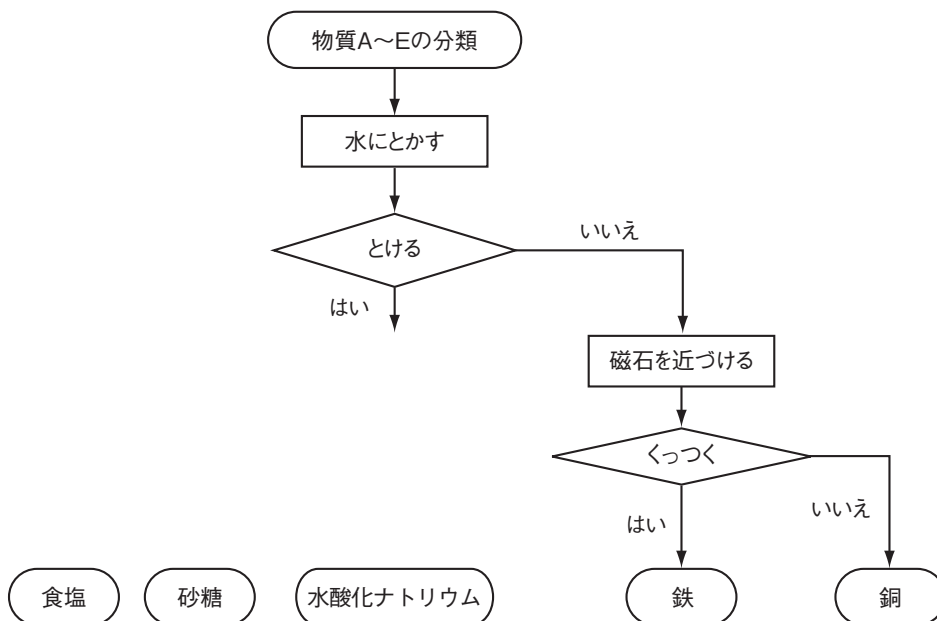 物質A〜Eの分類
水にとかす
とける
いいえ
はい
磁石を近づける
くっつく
いいえ
はい
食塩
砂糖
水酸化ナトリウム
鉄
銅